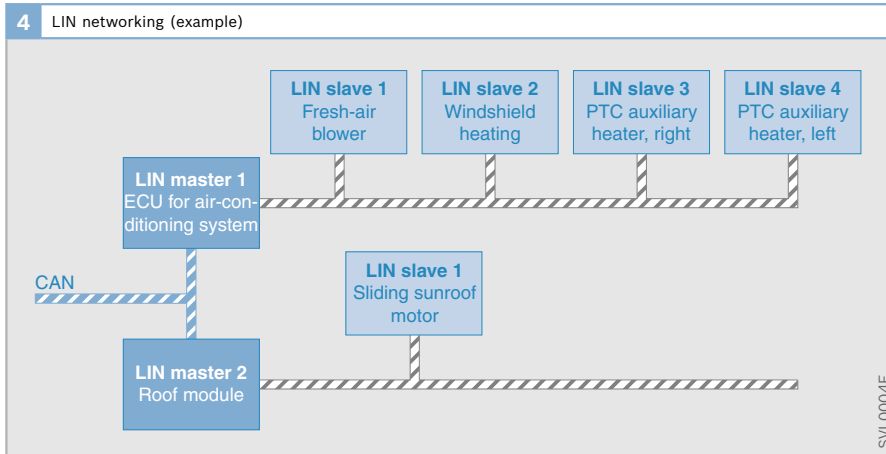 4 LIN networking (example)
LIN slave 1
Fresh-air
blower
LIN slave 2
Windshield
heating
LIN slave 3
PTC auxiliary
heater, right
LIN slave 4
PTC auxiliary
heater, left
LIN master 1
ECU for air-con-
ditioning system
CAN
LIN slave 1
Sliding sunroof
motor
LIN master 2
Roof module